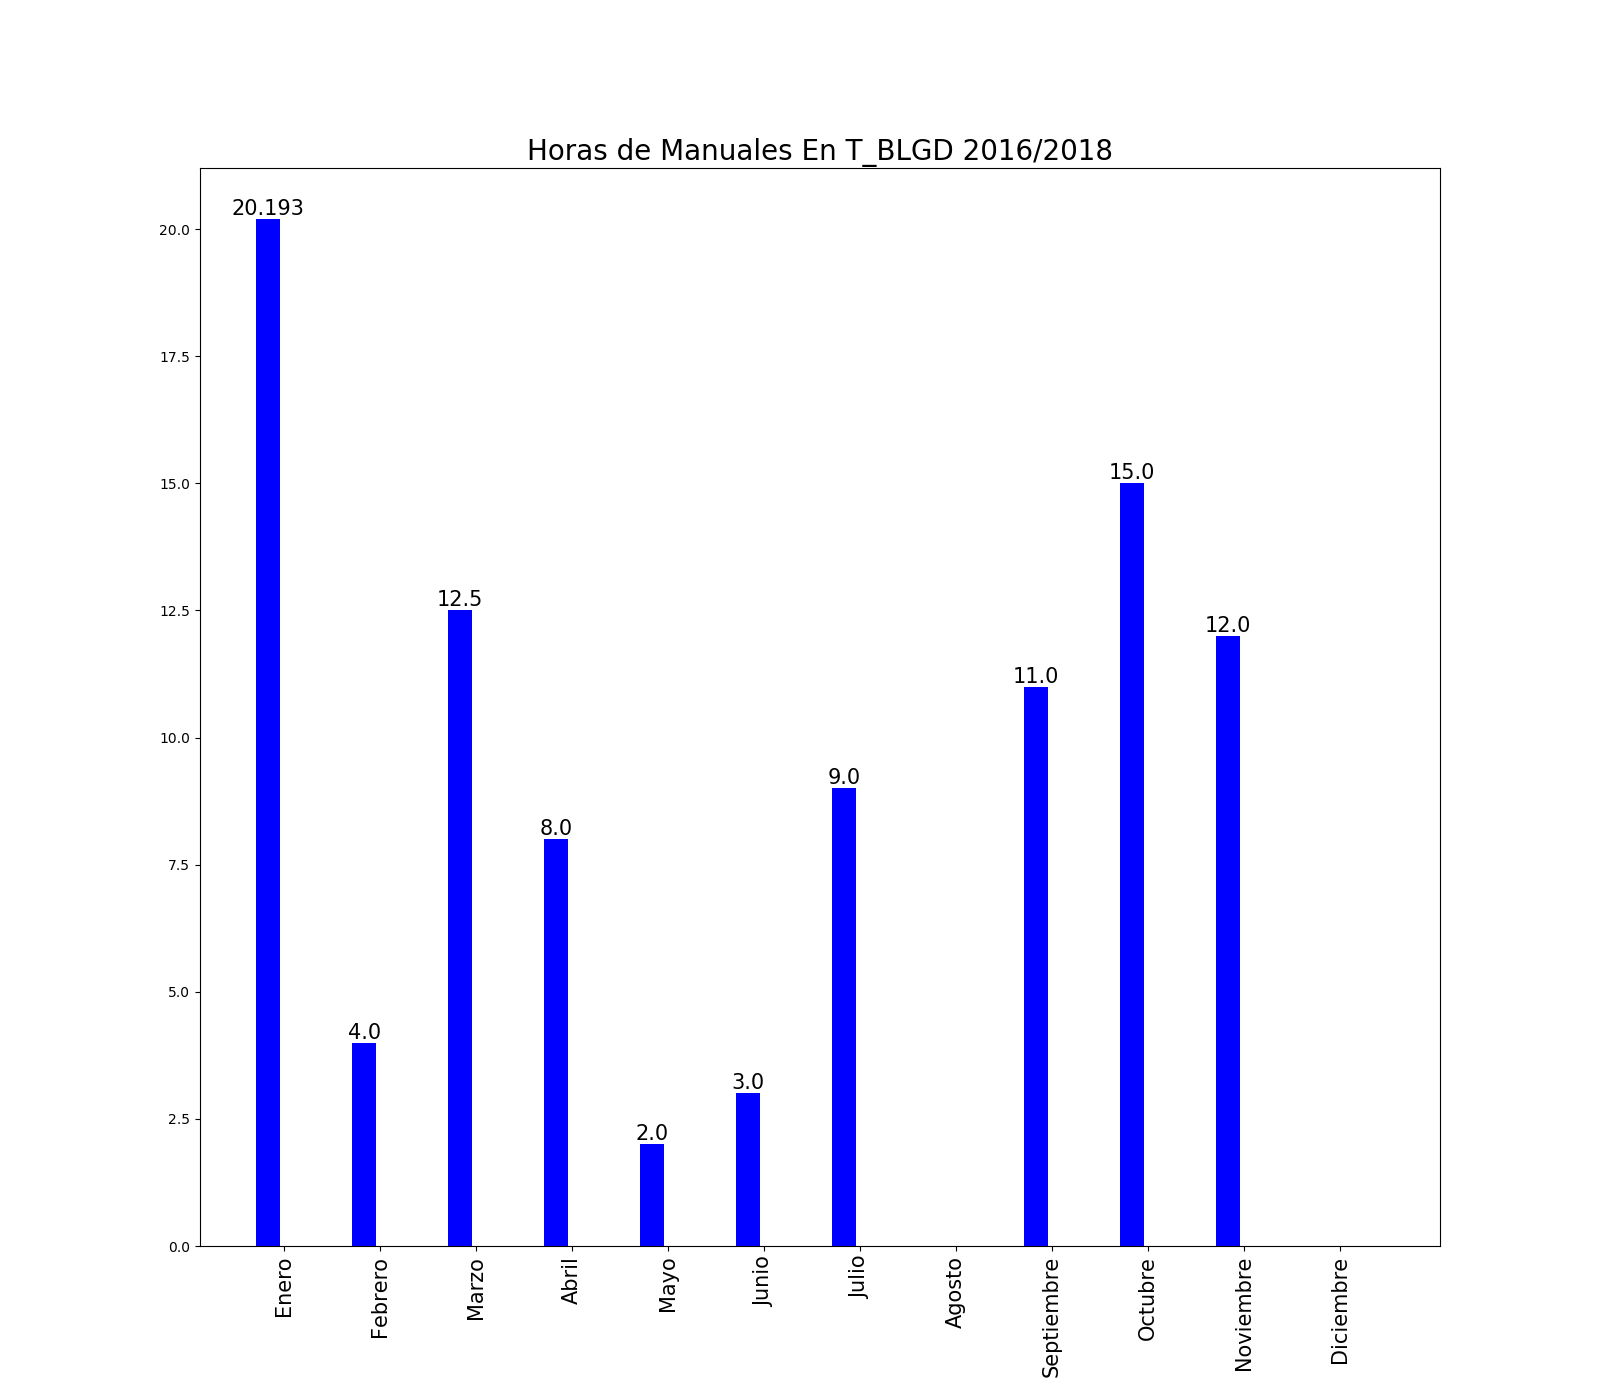 Horas de Manuales En T_BLGD 2016/2018
20.193
20.0
17.5
15.0
15.0
12.5
12.5
12.0
11.0
10.0
9.0
8.0
7.5
5.0
4.0
3.0
2.5
2.0
0.0
Enero
Febrero
Marzo
Abril
Mayo
Junio
Julio
Agosto
Septiembre
Octubre
Noviembre
Diciembre